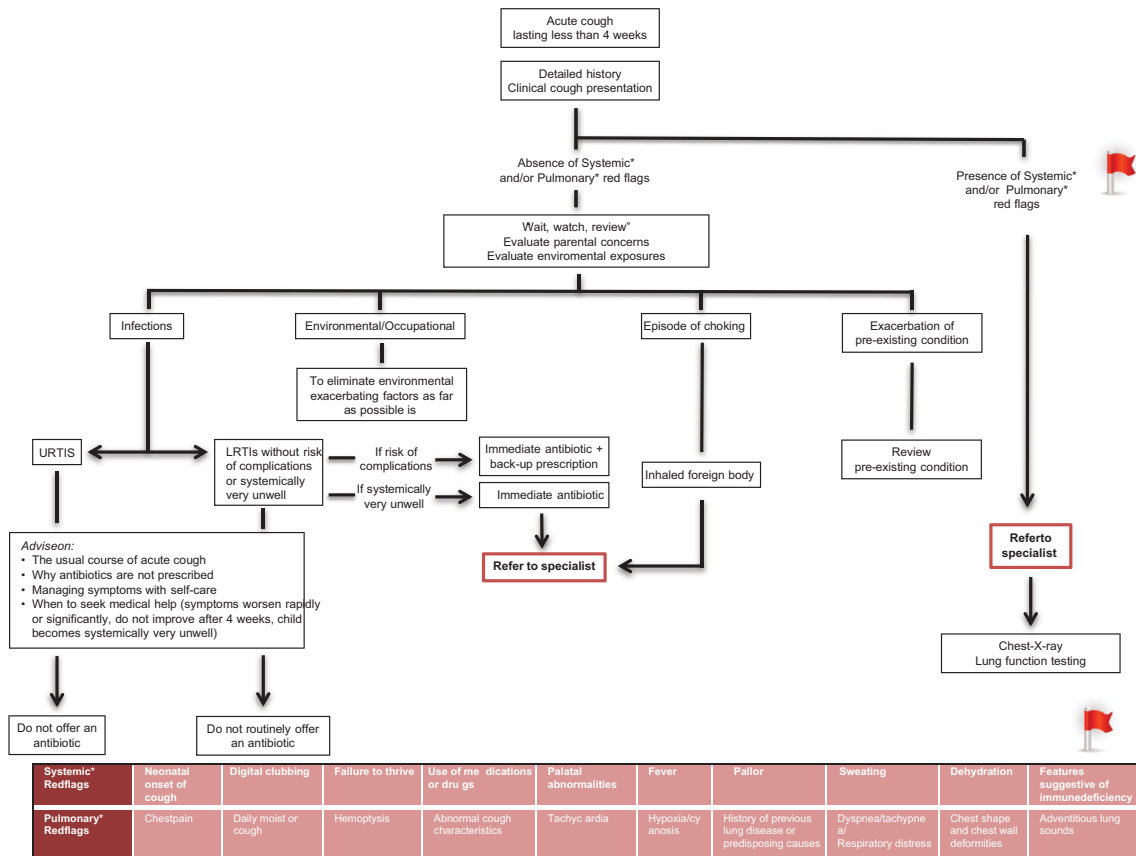 Acute cough
lasting less than 4 weeks
Detailed history
Clinical cough presentation
Absence of Systemic*
and/or Pulmonary* red flags
Presence of Systemic*
and/or Pulmonary*
red flags
Wait, watch, review"
Evaluate parental concerns
Evaluate enviromental exposures
Infections
Environmental/Occupational
Episode of choking
Exacerbation of
pre-existing condition
To eliminate environmental
exacerbating factors as far
as possible is
URTIS
LRTIs without risk
of complications
or systemically
very unwell
If risk of
complications
If systemically
very unwell
Immediate antibiotic +
back-up prescription
Immediate antibiotic
Inhaled foreign body
Review
pre-existing condition
Refer to specialist
Referto
specialist
Adviseon:
• The usual course of acute cough
• Why antibiotics are not prescribed
• Managing symptoms with self-care
• When to seek medical help (symptoms worsen rapidly
or significantly, do not improve after 4 weeks, child
becomes systemically very unwell)
Chest-X-ray
Lung function testing
Do not offer an
antibiotic
Do not routinely offer
an antibiotic
Systemic*
Redflags
Neonatal
onset of
cough
Digital clubbing
Failure to thrive
Use of me dications
or dru gs
Palatal
abnormalities
Fever
Pallor
Sweating
Dehydration
Features
suggestive of
immunedeficiency
Pulmonary*
Redflags
Chestpain
Daily moist or
cough
Hemoptysis
Abnormal cough
characteristics
Tachyc ardia
Hypoxia/cy
anosis
History of previous
lung disease or
predisposing causes
Dyspnea/tachypne
a/
Respiratory distress
Chest shape
and chest wall
deformities
Adventitious lung
sounds